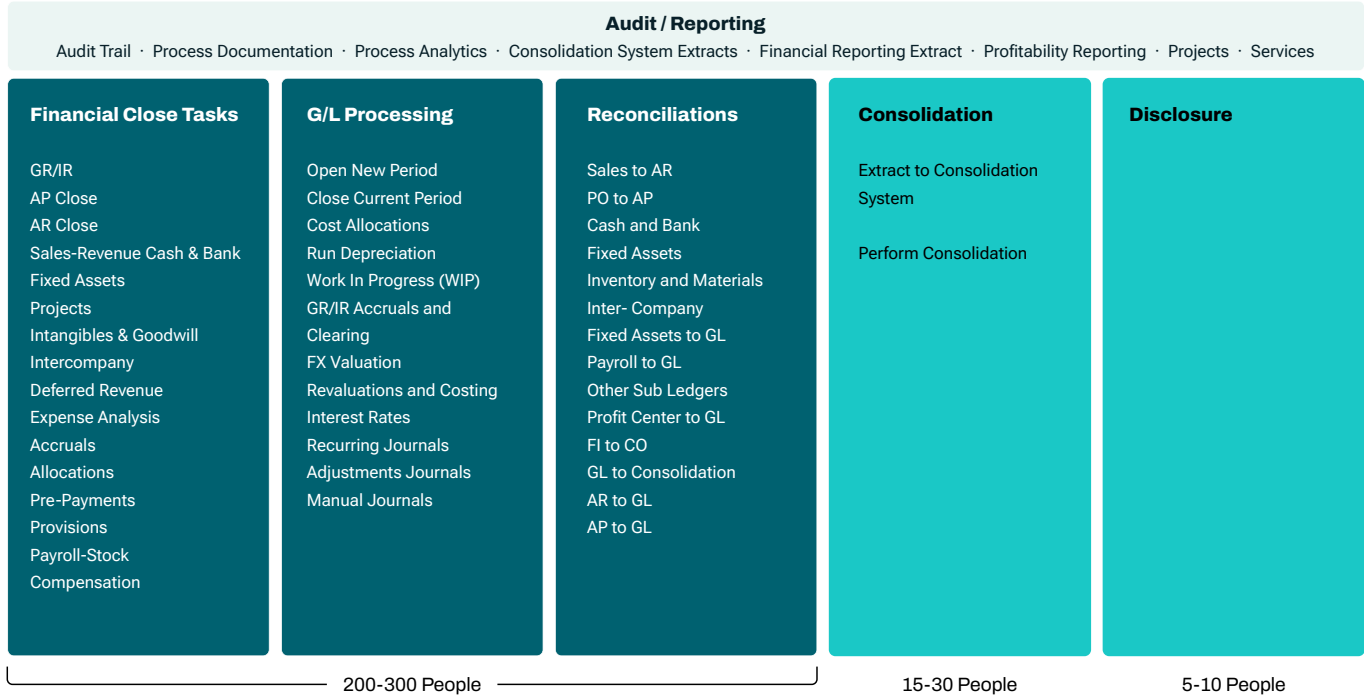 Audit / Reporting
Audit Trail · Process Documentation · Process Analytics · Consolidation System Extracts · Financial Reporting Extract · Profitability Reporting · Projects · Services
Financial Close Tasks
GR/IR
AP Close
AR Close
Sales-Revenue Cash & Bank
Fixed Assets
Projects
Intangibles & Goodwill
Intercompany
Deferred Revenue
Expense Analysis
Accruals
Allocations
Pre-Payments
Provisions
Payroll-Stock
Compensation
G/L Processing
Open New Period
Close Current Period
Cost Allocations
Run Depreciation
Work In Progress (WIP)
GR/IR Accruals and
Clearing
FX Valuation
Revaluations and Costing
Interest Rates
Recurring Journals
Adjustments Journals
Manual Journals
Reconciliations
Sales to AR
PO to AP
Cash and Bank
Fixed Assets
Inventory and Materials
Inter- Company
Fixed Assets to GL
Payroll to GL
Other Sub Ledgers
Profit Center to GL
FI to CO
GL to Consolidation
AR to GL
AP to GL
Consolidation
Extract to Consolidation
System
Perform Consolidation
Disclosure
200-300 People
15-30 People
5-10 People